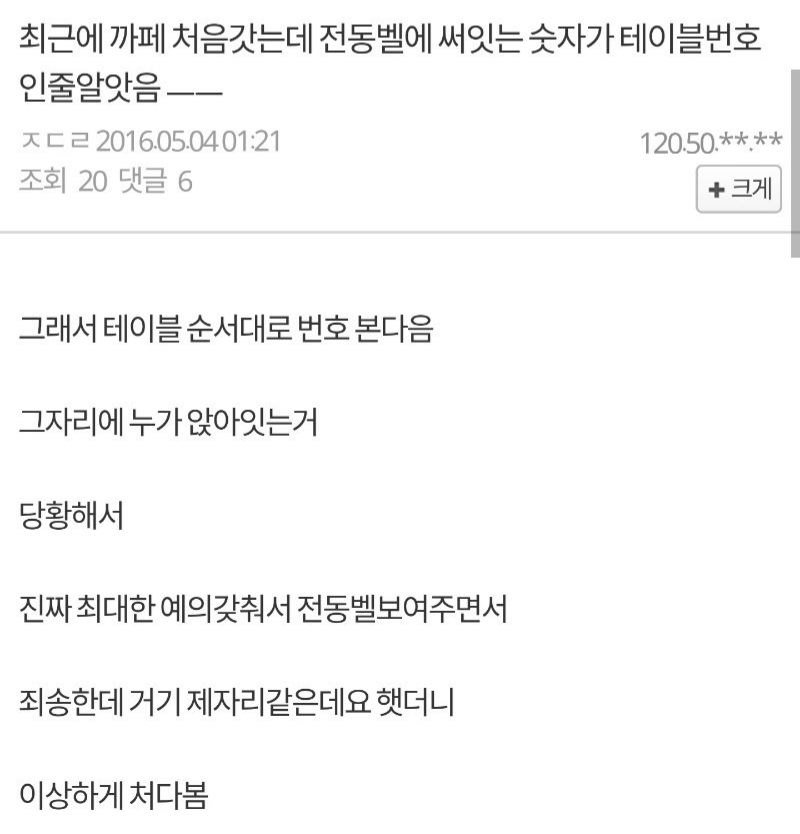 최근에 까페 처음갓는데 전동벨에 써잇는 숫자가 테이블번호
인줄알앗음 ㅡㅡ
ㅈㄷㄹ 2016.05.04 01:21
120.50.**.**
조회 20 댓글 6
+ 크게
그래서 테이블 순서대로 번호 본다음
그자리에 누가 앉아잇는거
당황해서
진짜 최대한 예의갖춰서 전동벨보여주면서
죄송한데 거기 제자리같은데요 햇더니
이상하게 처다봄